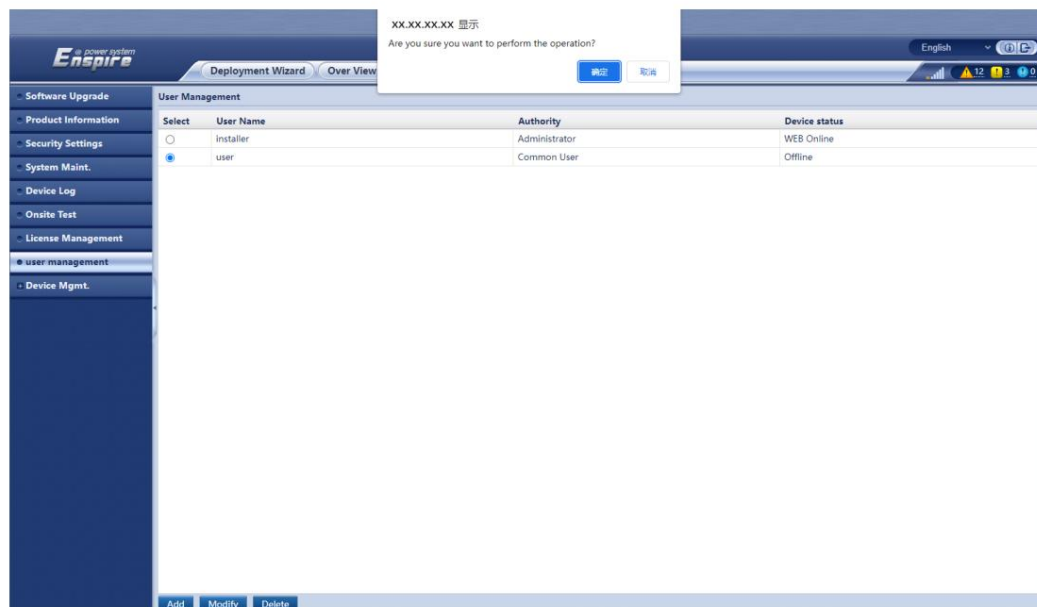 XX.XX.XX.XX 显示
Are you sure you want to perform the operation?
确定 取消
Enspire e power system
English
Deployment Wizard Over View
12 3 0
Software Upgrade
Product Information
Security Settings
System Maint.
Device Log
Onsite Test
License Management
user management
Device Mgmt.
User Management
Select User Name Authority Device status
installer Administrator WEB Online
user Common User Offline
Add Modify Delete